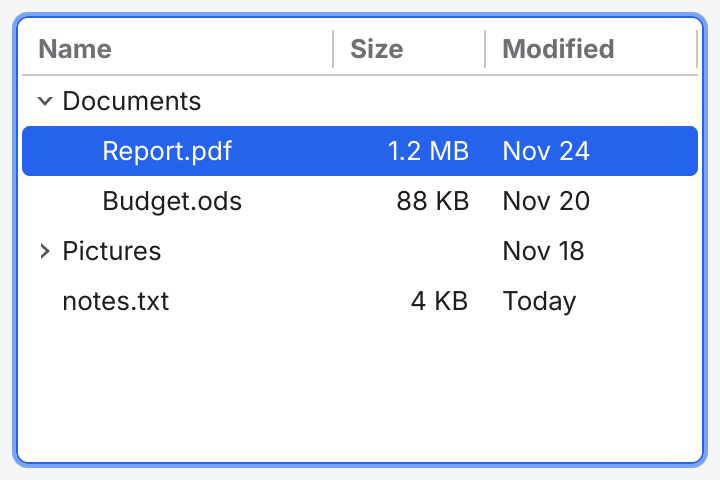 Name Size Modified
Documents
Report.pdf 1.2 MB Nov 24
Budget.ods 88 KB Nov 20
Pictures Nov 18
notes.txt 4 KB Today